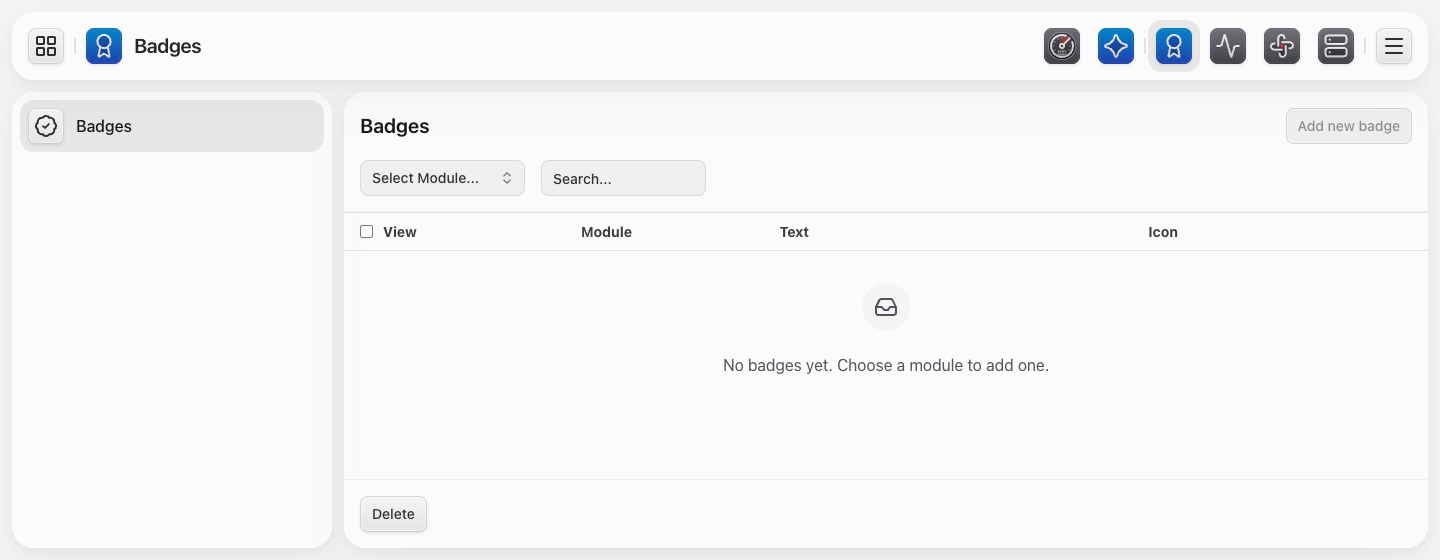 Badges
Badges
Badges
Add new badge
Select Module...
Search...
View
Module
Text
Icon
No badges yet. Choose a module to add one.
Delete